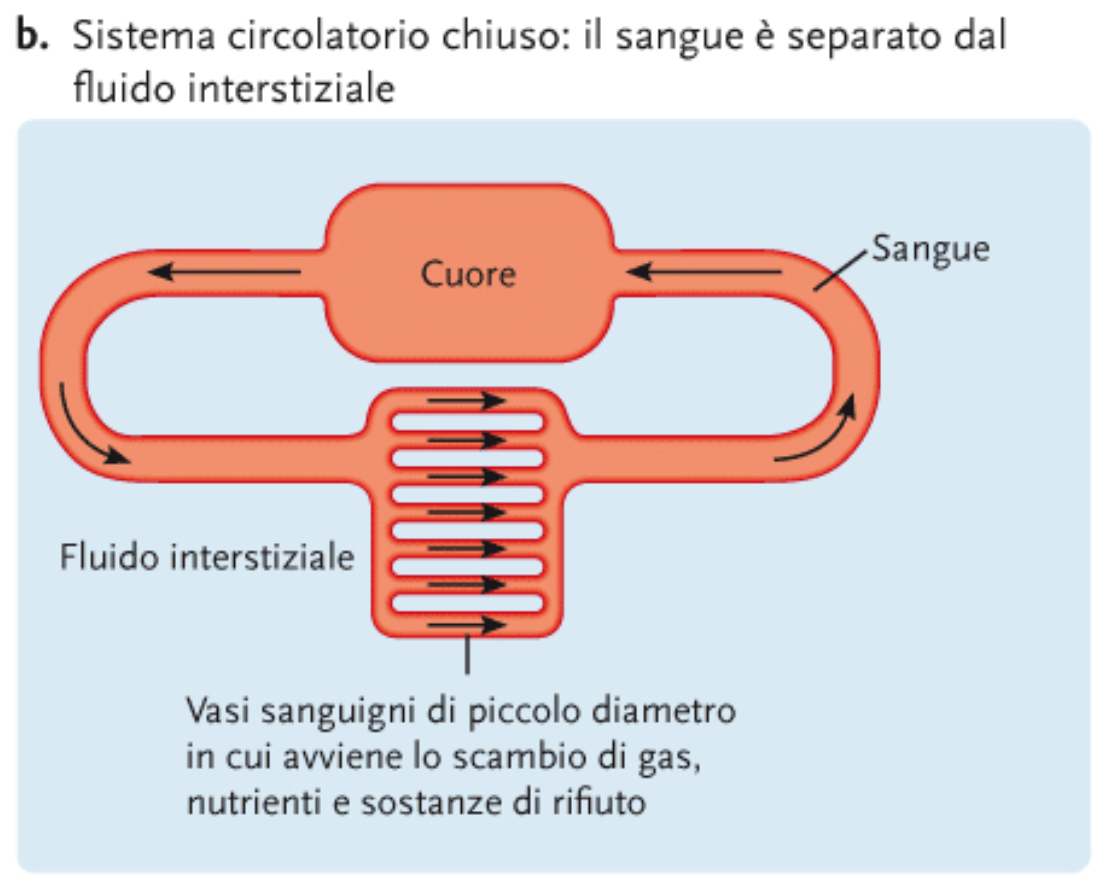 b. Sistema circolatorio chiuso: il sangue è separato dal
fluido interstiziale
Sangue
Cuore
Fluido interstiziale
Vasi sanguigni di piccolo diametro
in cui avviene lo scambio di gas,
nutrienti e sostanze di rifiuto